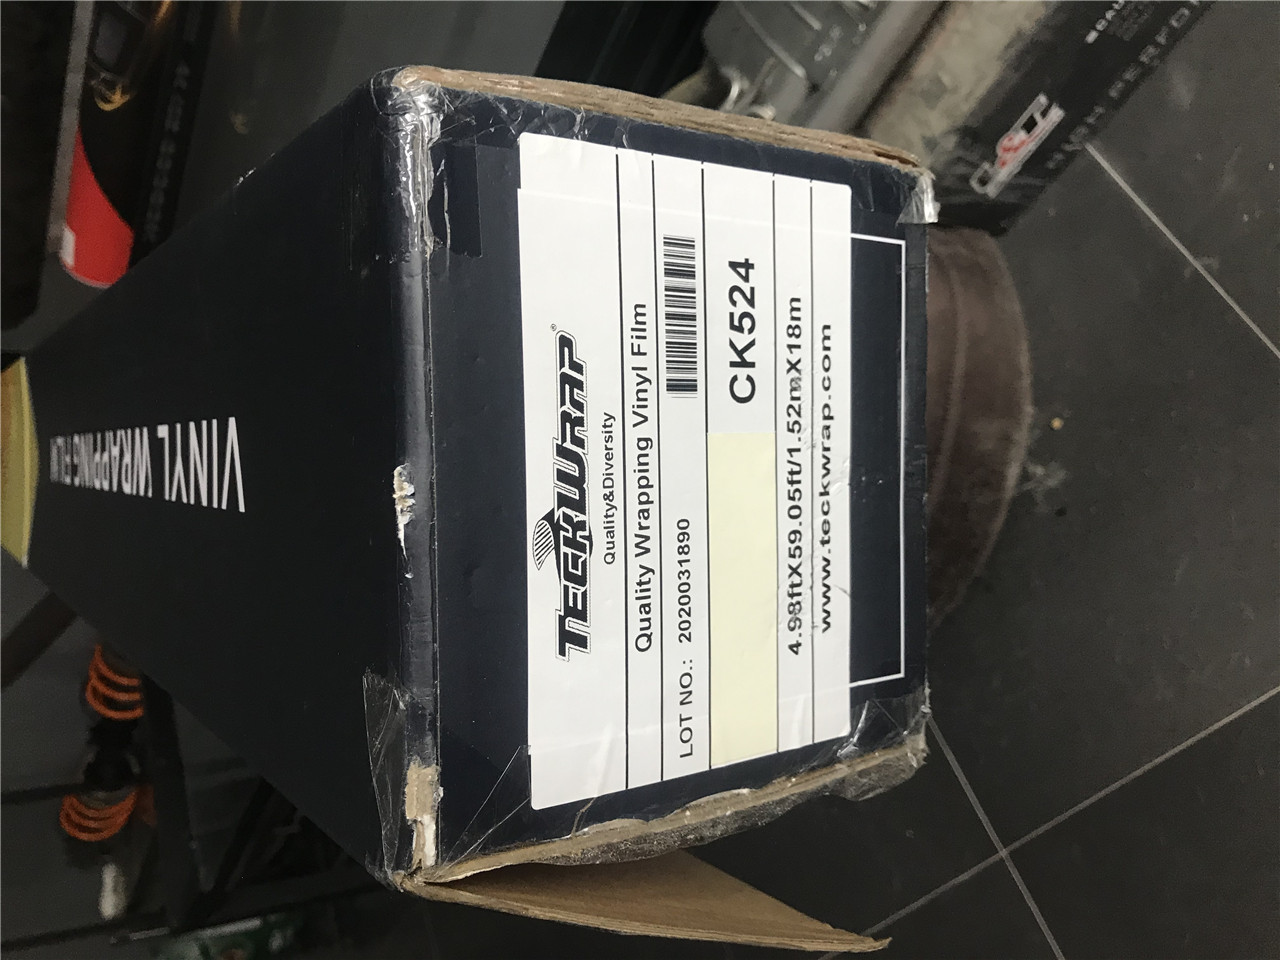 TECKWRAP®
Quality&Diversity
Quality Wrapping Vinyl Film
LOT NO.: 2020031890
CK524
4.98ftX59.05ft/1.52mX18m
www.teckwrap.com
VINYL WRAPPING FILM